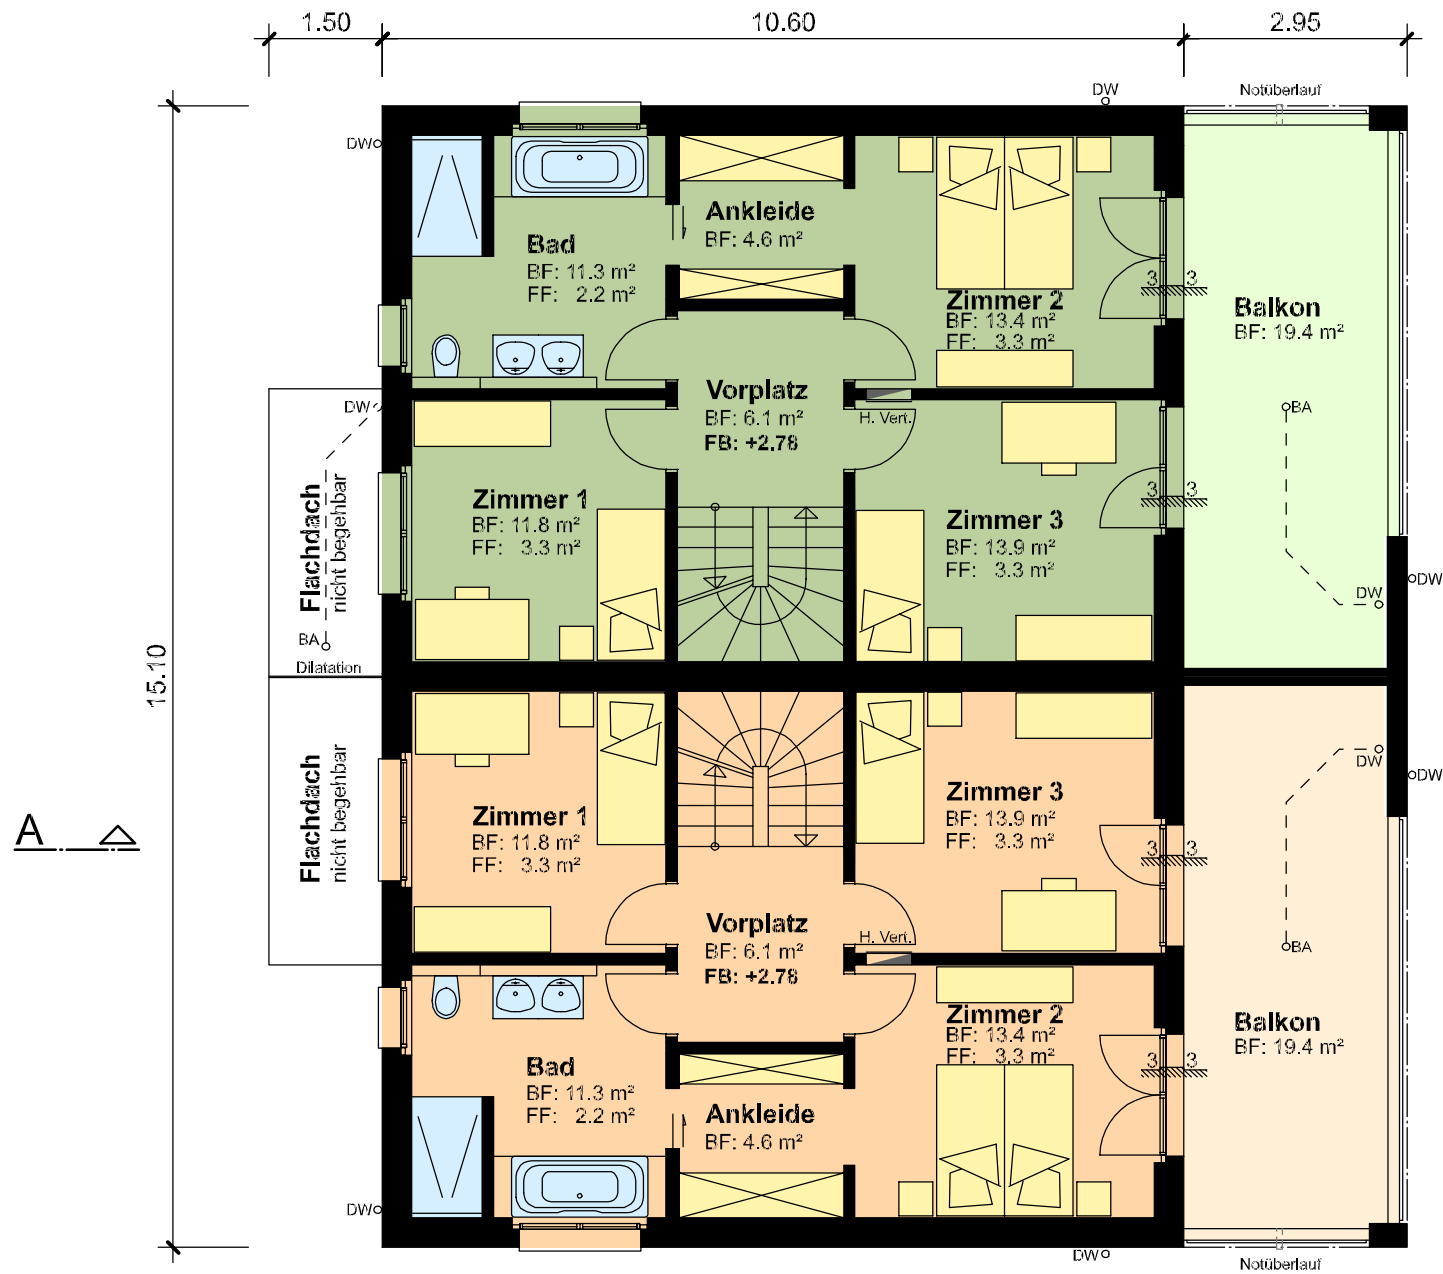 1.50
10.60
2.95
15.10
DW
Notüberlauf
DW
Ankleide
BF: 4.6 m²
Bad
BF: 11.3 m²
FF: 2.2 m²
Zimmer 2
BF: 13.4 m²
FF: 3.3 m²
3 3
Balkon
BF: 19.4 m²
Vorplatz
BF: 6.1 m²
FB: +2.78
H. Vert.
DW
BA
Flachdach
nicht begehbar
Zimmer 1
BF: 11.8 m²
FF: 3.3 m²
Zimmer 3
BF: 13.9 m²
FF: 3.3 m²
3 3
DW
DW
BA
Dilatation
Flachdach
nicht begehbar
A
Zimmer 1
BF: 11.8 m²
FF: 3.3 m²
Zimmer 3
BF: 13.9 m²
FF: 3.3 m²
3 3
DW
DW
Vorplatz
BF: 6.1 m²
FB: +2.78
H. Vert.
BA
Zimmer 2
BF: 13.4 m²
FF: 3.3 m²
3 3
Balkon
BF: 19.4 m²
Bad
BF: 11.3 m²
FF: 2.2 m²
Ankleide
BF: 4.6 m²
DW
DW
Notüberlauf